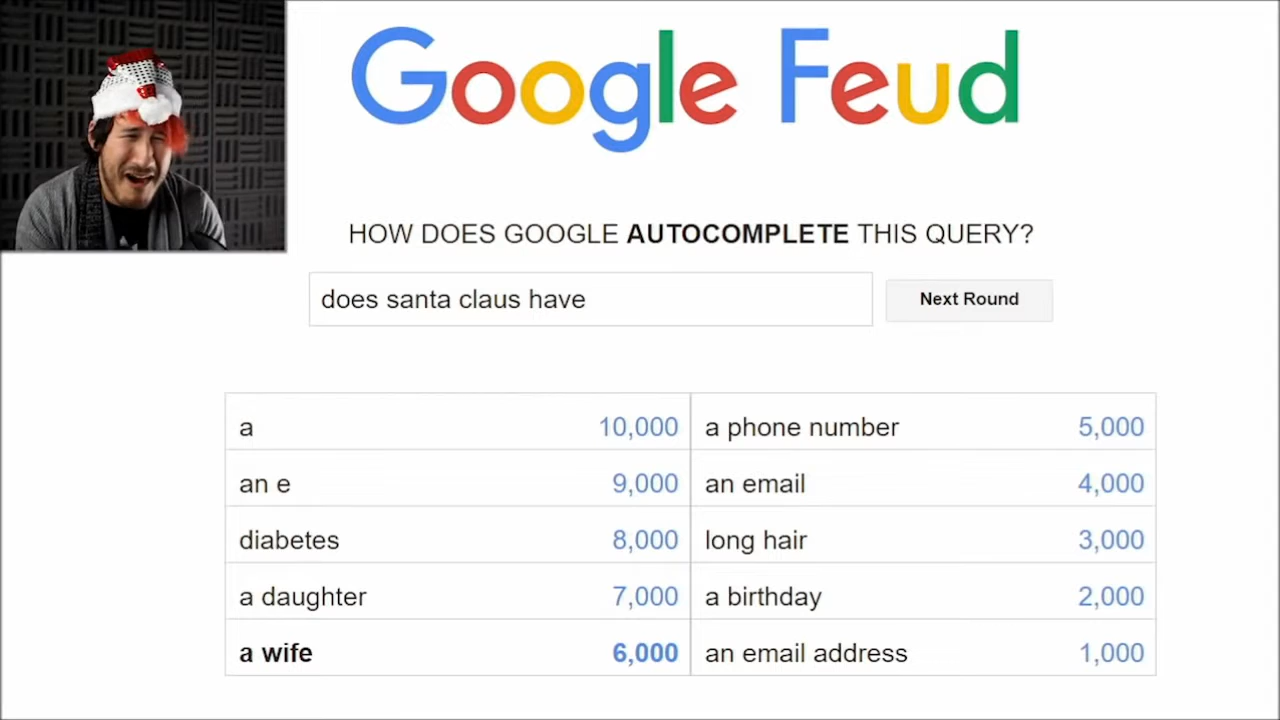 Google Feud
HOW DOES GOOGLE AUTOCOMPLETE THIS QUERY?
does santa claus have
Next Round
a 10,000
a phone number 5,000
an e 9,000
an email 4,000
diabetes 8,000
long hair 3,000
a daughter 7,000
a birthday 2,000
a wife 6,000
an email address 1,000